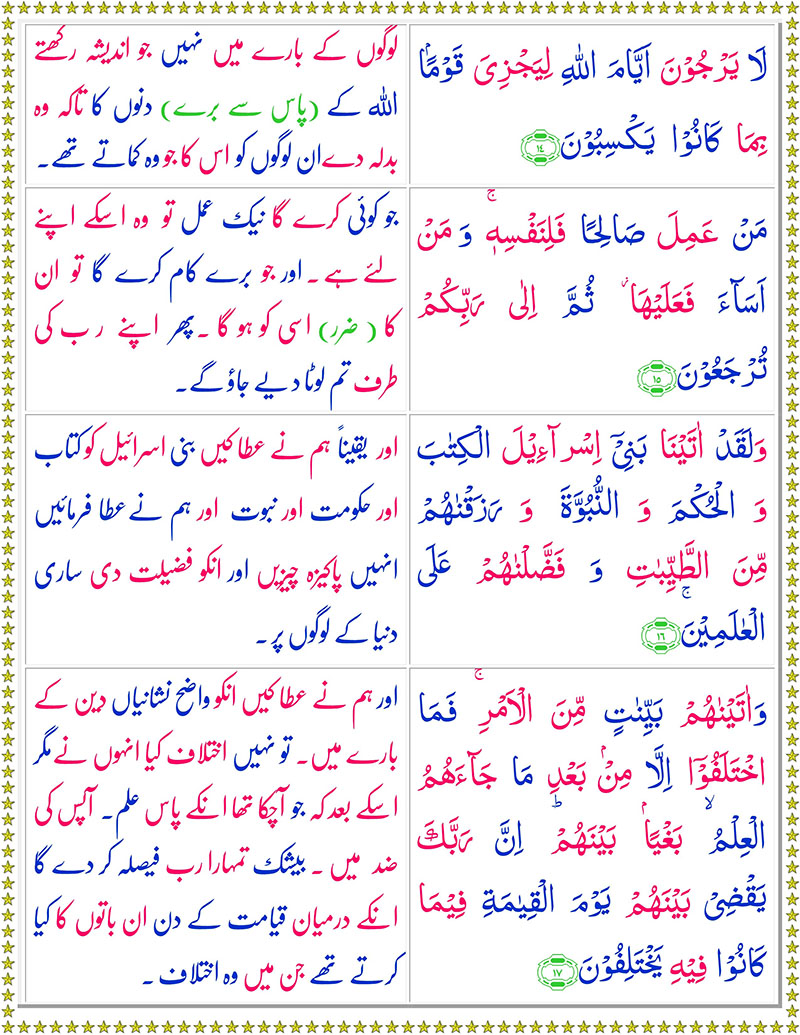 لَا يَرْجُوْنَ اَيَّامَ اللّٰهِ لِيَجْزِىَ قَوْمًۢا
بِمَا كَانُوْا يَكْسِبُوْنَ ١٤
لوگوں کے بارے میں نہیں جو اندیشہ رکھتے
اللّٰہ کے (پاس سے برے) دنوں کا تاکہ وہ
بدلہ دے ان لوگوں کو اس کا جو وہ کماتے تھے۔
مَنْ عَمِلَ صَالِحًا فَلِنَفْسِهٖ ۚ وَ مَنْ
اَسَآءَ فَعَلَيْهَا ۡ ثُمَّ اِلٰى رَبِّكُمْ
تُرْجَعُوْنَ ١٥
جو کوئی کرے گا نیک عمل تو وہ اسکے اپنے
لئے ہے۔ اور جو برے کام کرے گا تو ان
کا (ضرر) اسی کو ہو گا۔ پھر اپنے رب کی
طرف تم لوٹا دیے جاؤ گے۔
وَلَقَدْ اٰتَيْنَا بَنِىْۤ اِسْرَآءِيْلَ الْكِتٰبَ
وَ الْحُكْمَ وَ النُّبُوَّةَ وَ رَزَقْنٰهُمْ
مِّنَ الطَّيِّبٰتِ وَ فَضَّلْنٰهُمْ عَلَى
الْعٰلَمِيْنَ ۚ ١٦
اور یقیناً ہم نے عطا کیں بنی اسرائیل کو کتاب
اور حکومت اور نبوت اور ہم نے عطا فرمائیں
انہیں پاکیزہ چیزیں اور انکو فضیلت دی ساری
دنیا کے لوگوں پر۔
وَاٰتَيْنٰهُمْ بَيِّنٰتٍ مِّنَ الْاَمْرِ ۚ فَمَا
اخْتَلَفُوْۤا اِلَّا مِنْۢ بَعْدِ مَا جَآءَهُمُ
الْعِلْمُ ۙ بَغْيًاۢ بَيْنَهُمْ ؕ اِنَّ رَبَّكَ
يَقْضِىْ بَيْنَهُمْ يَوْمَ الْقِيٰمَةِ فِيْمَا
كَانُوْا فِيْهِ يَخْتَلِفُوْنَ ١٧
اور ہم نے عطا کیں انکو واضح نشانیاں دین کے
بارے میں۔ تو نہیں اختلاف کیا انہوں نے مگر
اسکے بعد کہ جو آچکا تھا انکے پاس علم۔ آپس کی
ضد میں۔ بیشک تمہارا رب فیصلہ کر دے گا
انکے درمیان قیامت کے دن ان باتوں کا کیا
کرتے تھے جن میں وہ اختلاف۔